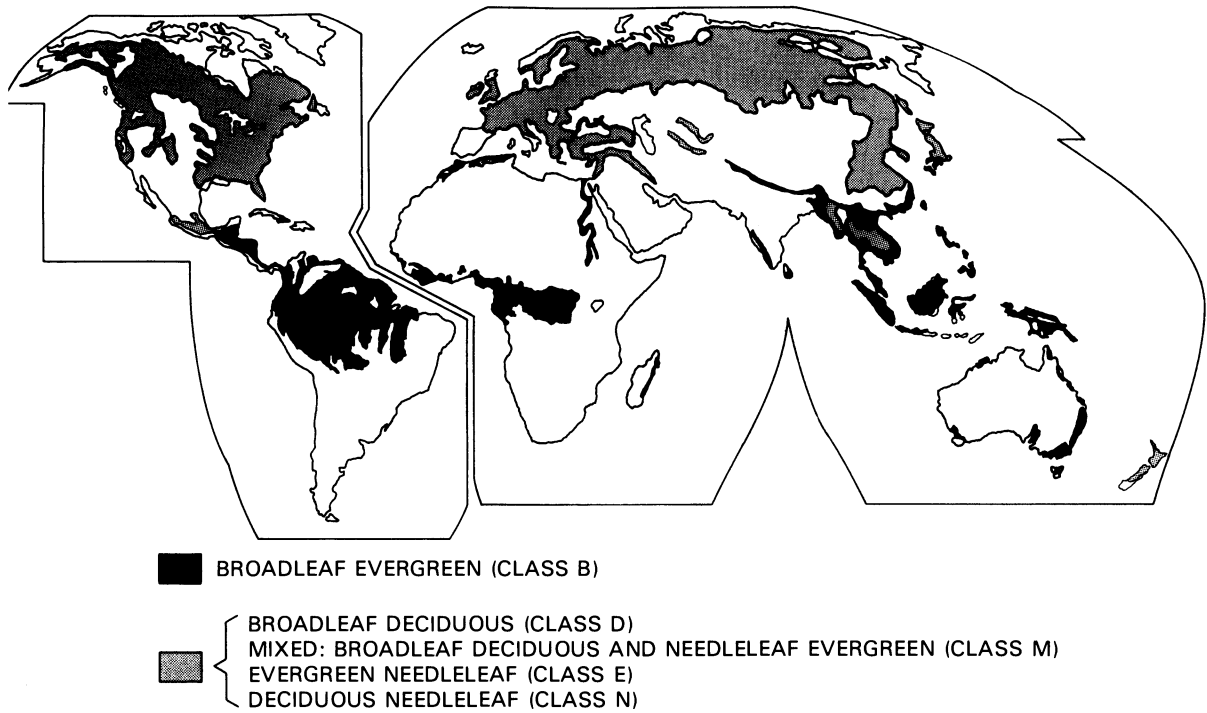 BROADLEAF EVERGREEN (CLASS B)
BROADLEAF DECIDUOUS (CLASS D)
MIXED: BROADLEAF DECIDUOUS AND NEEDLELEAF EVERGREEN (CLASS M)
EVERGREEN NEEDLELEAF (CLASS E)
DECIDUOUS NEEDLELEAF (CLASS N)